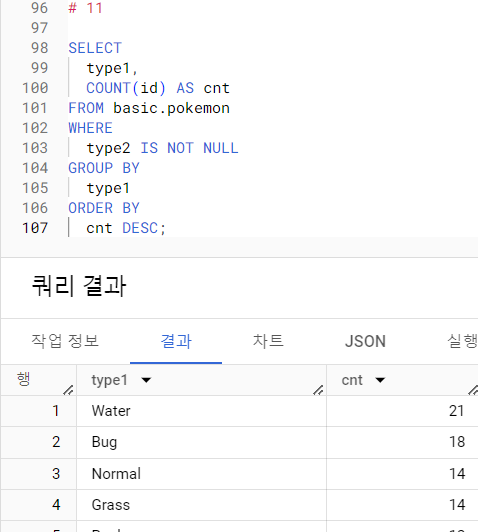 96 # 11
97
98 SELECT
99 type1,
100 COUNT(id) AS cnt
101 FROM basic.pokemon
102 WHERE
103 type2 IS NOT NULL
104 GROUP BY
105 type1
106 ORDER BY
107 cnt DESC;
쿼리 결과
작업 정보 결과 차트 JSON 실행
행 type1 cnt
1 Water 21
2 Bug 18
3 Normal 14
4 Grass 14